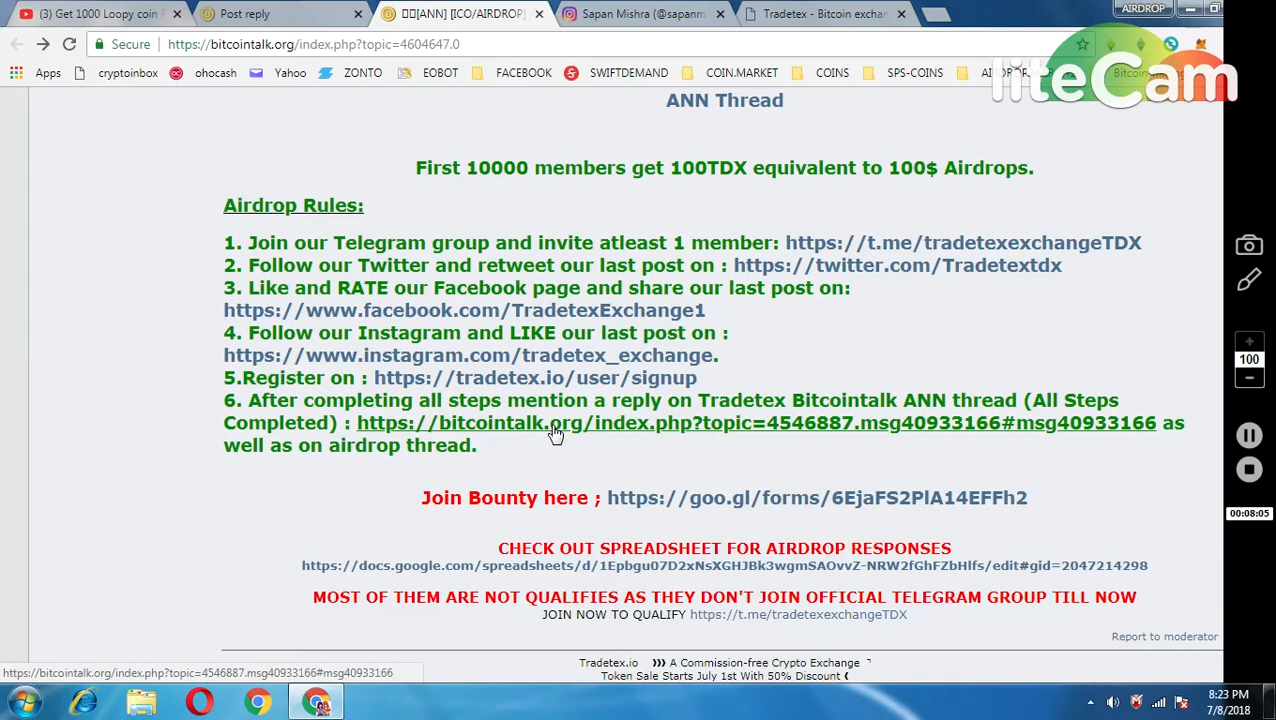 (3) Get 1000 Loopy coin F
Post reply
[ANN] [ICO/AIRDROP]
Sapan Mishra (@sapanm
Tradetex - Bitcoin exchan
AIRDROP
Secure
https://bitcointalk.org/index.php?topic=4604647.0
Apps
cryptoinbox
ohocash
Yahoo
ZONTO
EOBOT
FACEBOOK
SWIFTDEMAND
COIN.MARKET
COINS
SPS-COINS
liteCam
ANN Thread
First 10000 members get 100TDX equivalent to 100$ Airdrops.
Airdrop Rules:
1. Join our Telegram group and invite atleast 1 member: https://t.me/tradetexexchangeTDX
2. Follow our Twitter and retweet our last post on : https://twitter.com/Tradetextdx
3. Like and RATE our Facebook page and share our last post on:
https://www.facebook.com/TradetexExchange1
4. Follow our Instagram and LIKE our last post on :
https://www.instagram.com/tradetex_exchange.
5.Register on : https://tradetex.io/user/signup
6. After completing all steps mention a reply on Tradetex Bitcointalk ANN thread (All Steps
Completed) : https://bitcointalk.org/index.php?topic=4546887.msg40933166#msg40933166 as
well as on airdrop thread.
Join Bounty here ; https://goo.gl/forms/6EjaFS2PlA14EFFh2
CHECK OUT SPREADSHEET FOR AIRDROP RESPONSES
https://docs.google.com/spreadsheets/d/1Epbgu07D2xNsXGHJBk3wgmSAOvvZ-NRW2fGhFZbHlfs/edit#gid=2047214298
MOST OF THEM ARE NOT QUALIFIES AS THEY DON'T JOIN OFFICIAL TELEGRAM GROUP TILL NOW
JOIN NOW TO QUALIFY https://t.me/tradetexexchangeTDX
Report to moderator
Tradetex.io ))) A Commission-free Crypto Exchange
Token Sale Starts July 1st With 50% Discount (
https://bitcointalk.org/index.php?topic=4546887.msg40933166#msg40933166
100
00:08:05
8:23 PM
7/8/2018